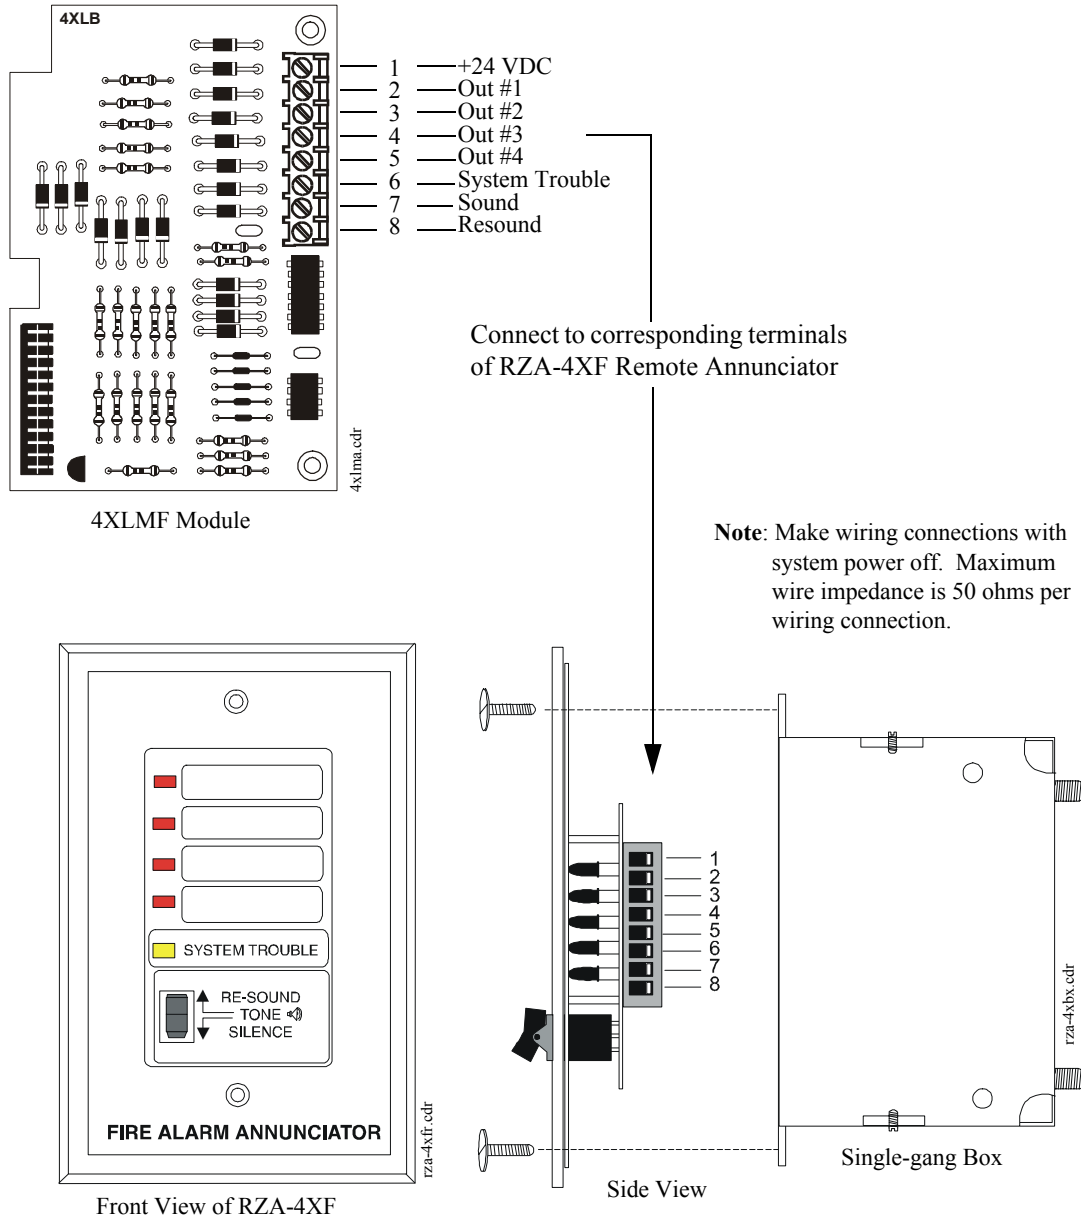 4XLB
1 +24 VDC
2 Out #1
3 Out #2
4 Out #3
5 Out #4
6 System Trouble
7 Sound
8 Resound
Connect to corresponding terminals
of RZA-4XF Remote Annunciator
4xlma.cdr
4XLMF Module
Note: Make wiring connections with
system power off. Maximum
wire impedance is 50 ohms per
wiring connection.
SYSTEM TROUBLE
RE-SOUND
TONE
SILENCE
FIRE ALARM ANNUNCIATOR
rza-4xfr.cdr
Front View of RZA-4XF
1
2
3
4
5
6
7
8
Side View
rza-4xbx.cdr
Single-gang Box